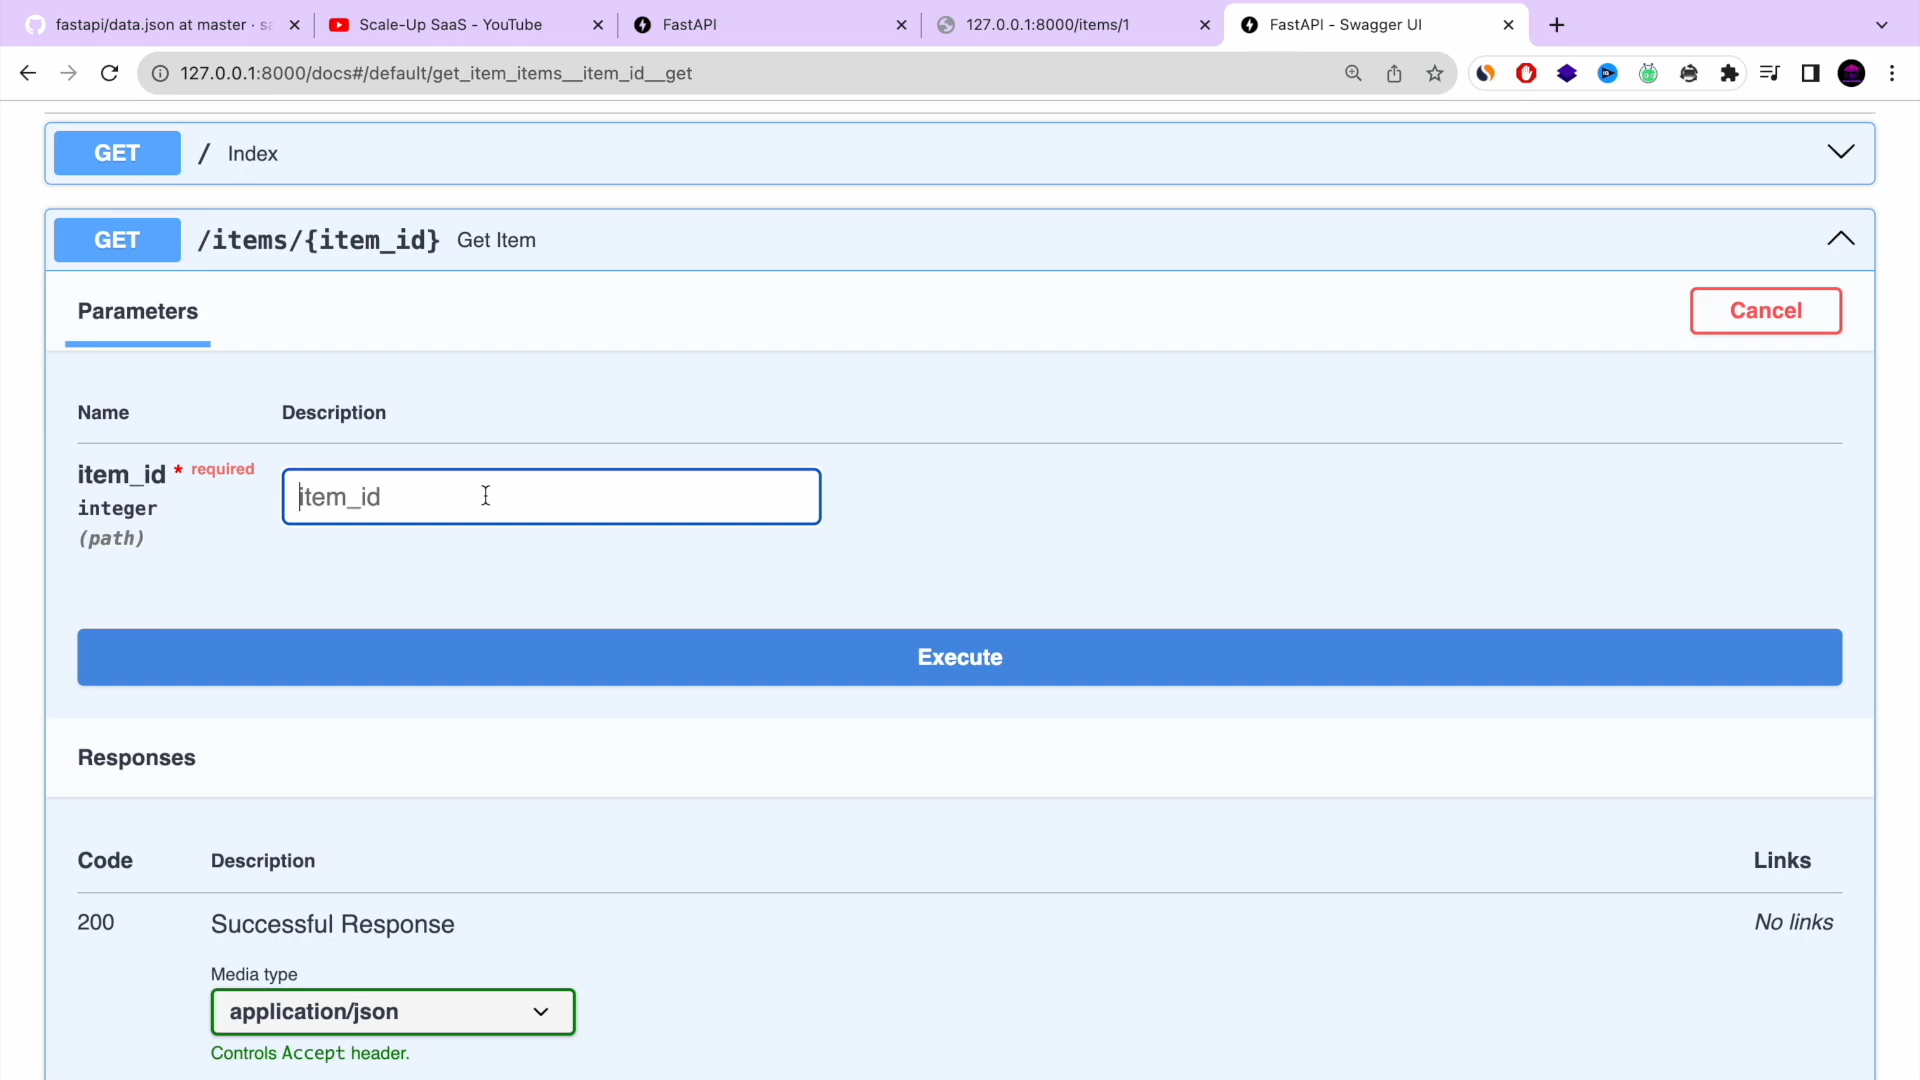 fastapi/data.json at master · sa
Scale-Up SaaS - YouTube
FastAPI
127.0.0.1:8000/items/1
FastAPI - Swagger UI
127.0.0.1:8000/docs#/default/get_item_items__item_id__get
GET / Index
GET /items/{item_id} Get Item
Parameters
Cancel
Name Description
item_id * required
integer
(path)
item_id
Execute
Responses
Code Description Links
200 Successful Response No links
Media type
application/json
Controls Accept header.